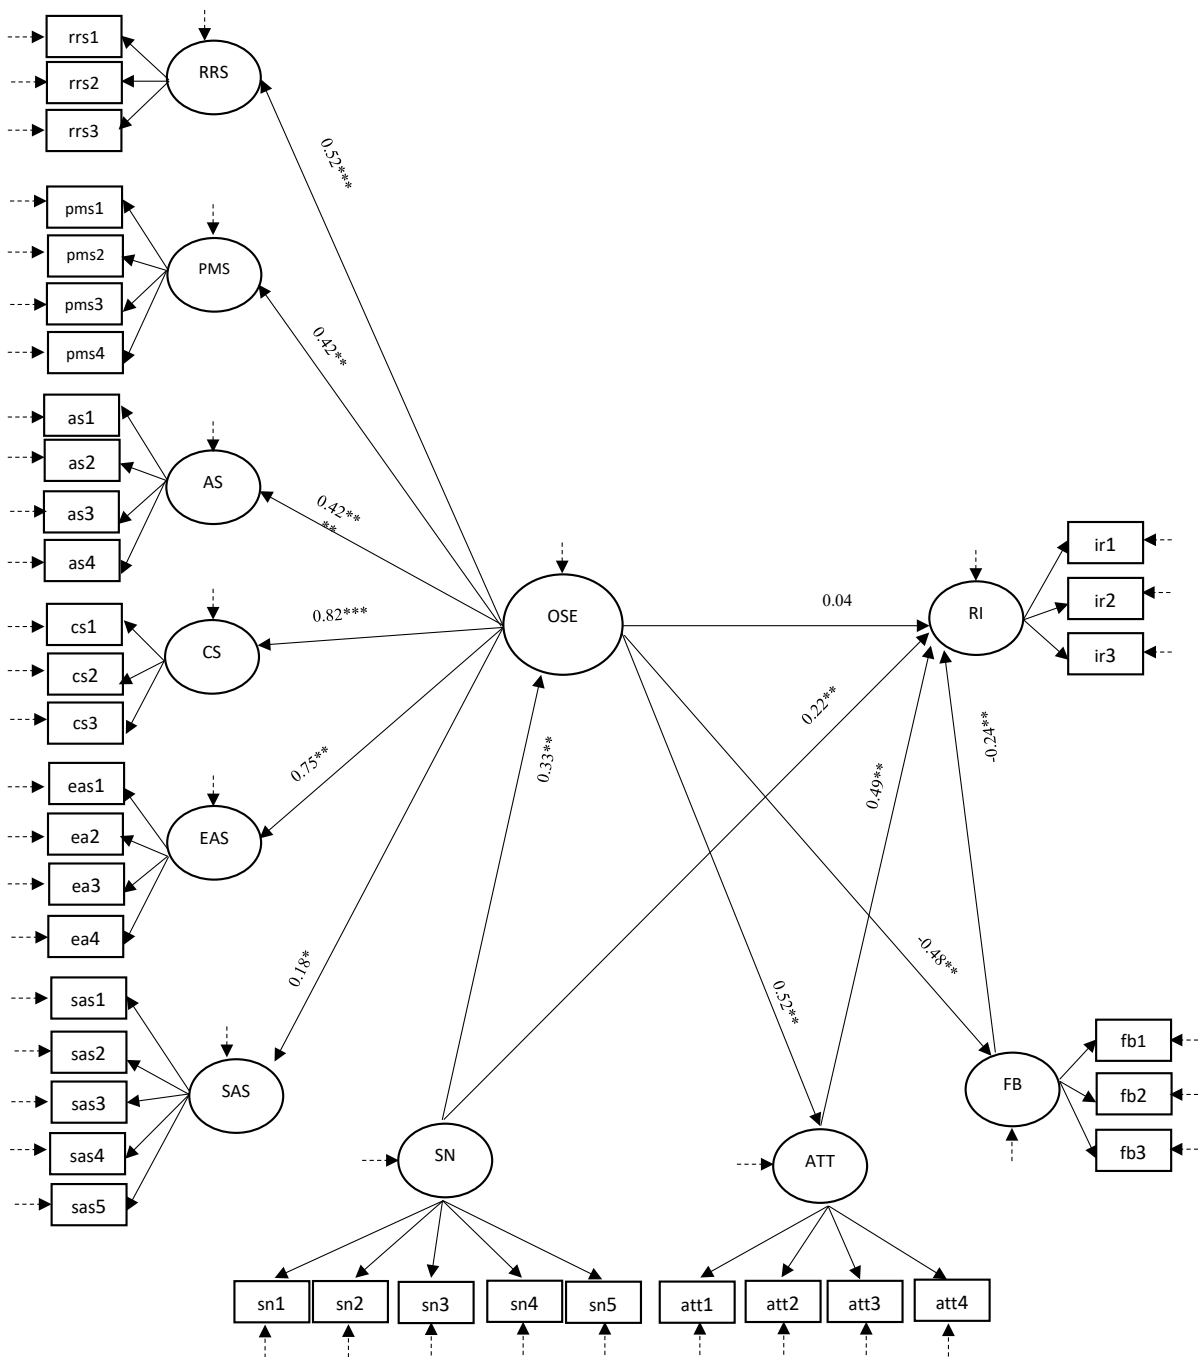 rrs1
rrs2
rrs3
RRS
0.52***
pms1
pms2
pms3
pms4
PMS
0.42**
as1
as2
as3
as4
AS
0.42**
**
cs1
cs2
cs3
CS
0.82***
OSE
0.04
RI
ir1
ir2
ir3
eas1
ea2
ea3
ea4
EAS
0.75**
0.33**
0.22**
0.49**
-0.24**
sas1
sas2
sas3
sas4
sas5
SAS
0.18*
0.52**
-0.48**
SN
ATT
FB
fb1
fb2
fb3
sn1
sn2
sn3
sn4
sn5
att1
att2
att3
att4